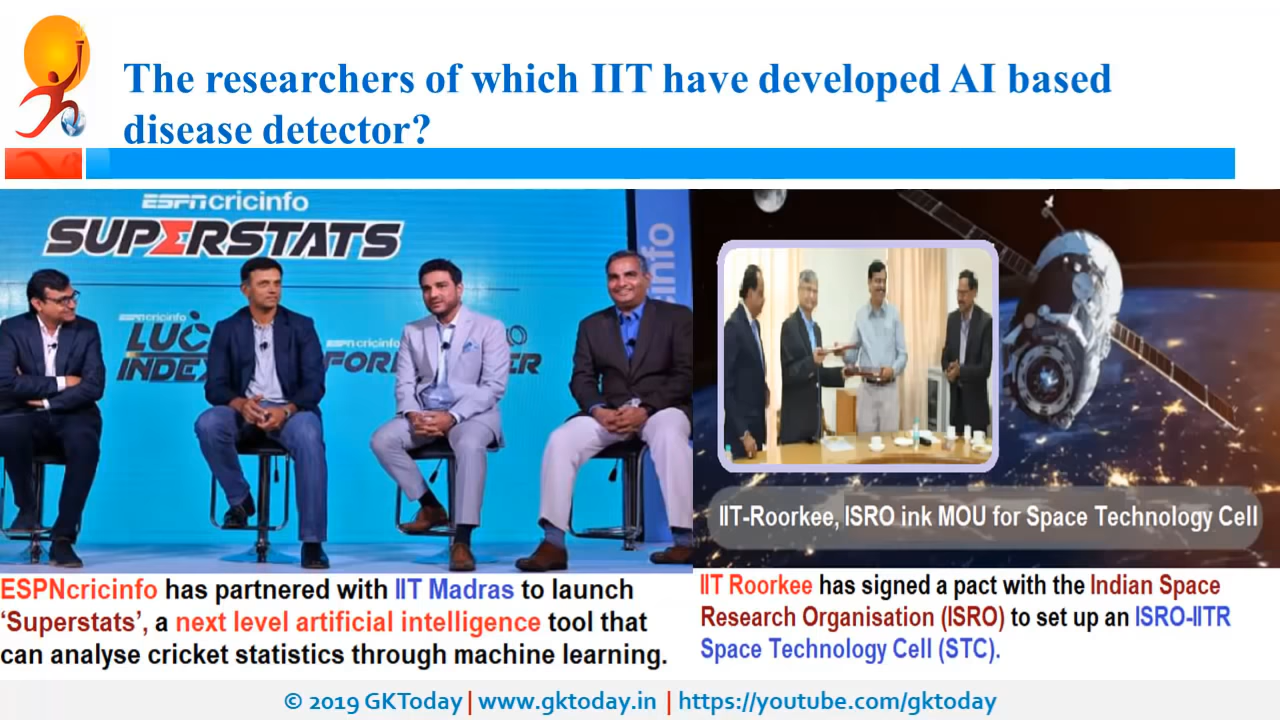 The researchers of which IIT have developed AI based
disease detector?
ESPNcricinfo
SUPERSTATS
cinfo
ESPNcricinfo
INDEX
ESPNcricinfo
IIT-Roorkee, ISRO ink MOU for Space Technology Cell
ESPNcricinfo has partnered with IIT Madras to launch
‘Superstats’, a next level artificial intelligence tool that
can analyse cricket statistics through machine learning.
IIT Roorkee has signed a pact with the Indian Space
Research Organisation (ISRO) to set up an ISRO-IITR
Space Technology Cell (STC).
© 2019 GKToday | www.gktoday.in | https://youtube.com/gktoday